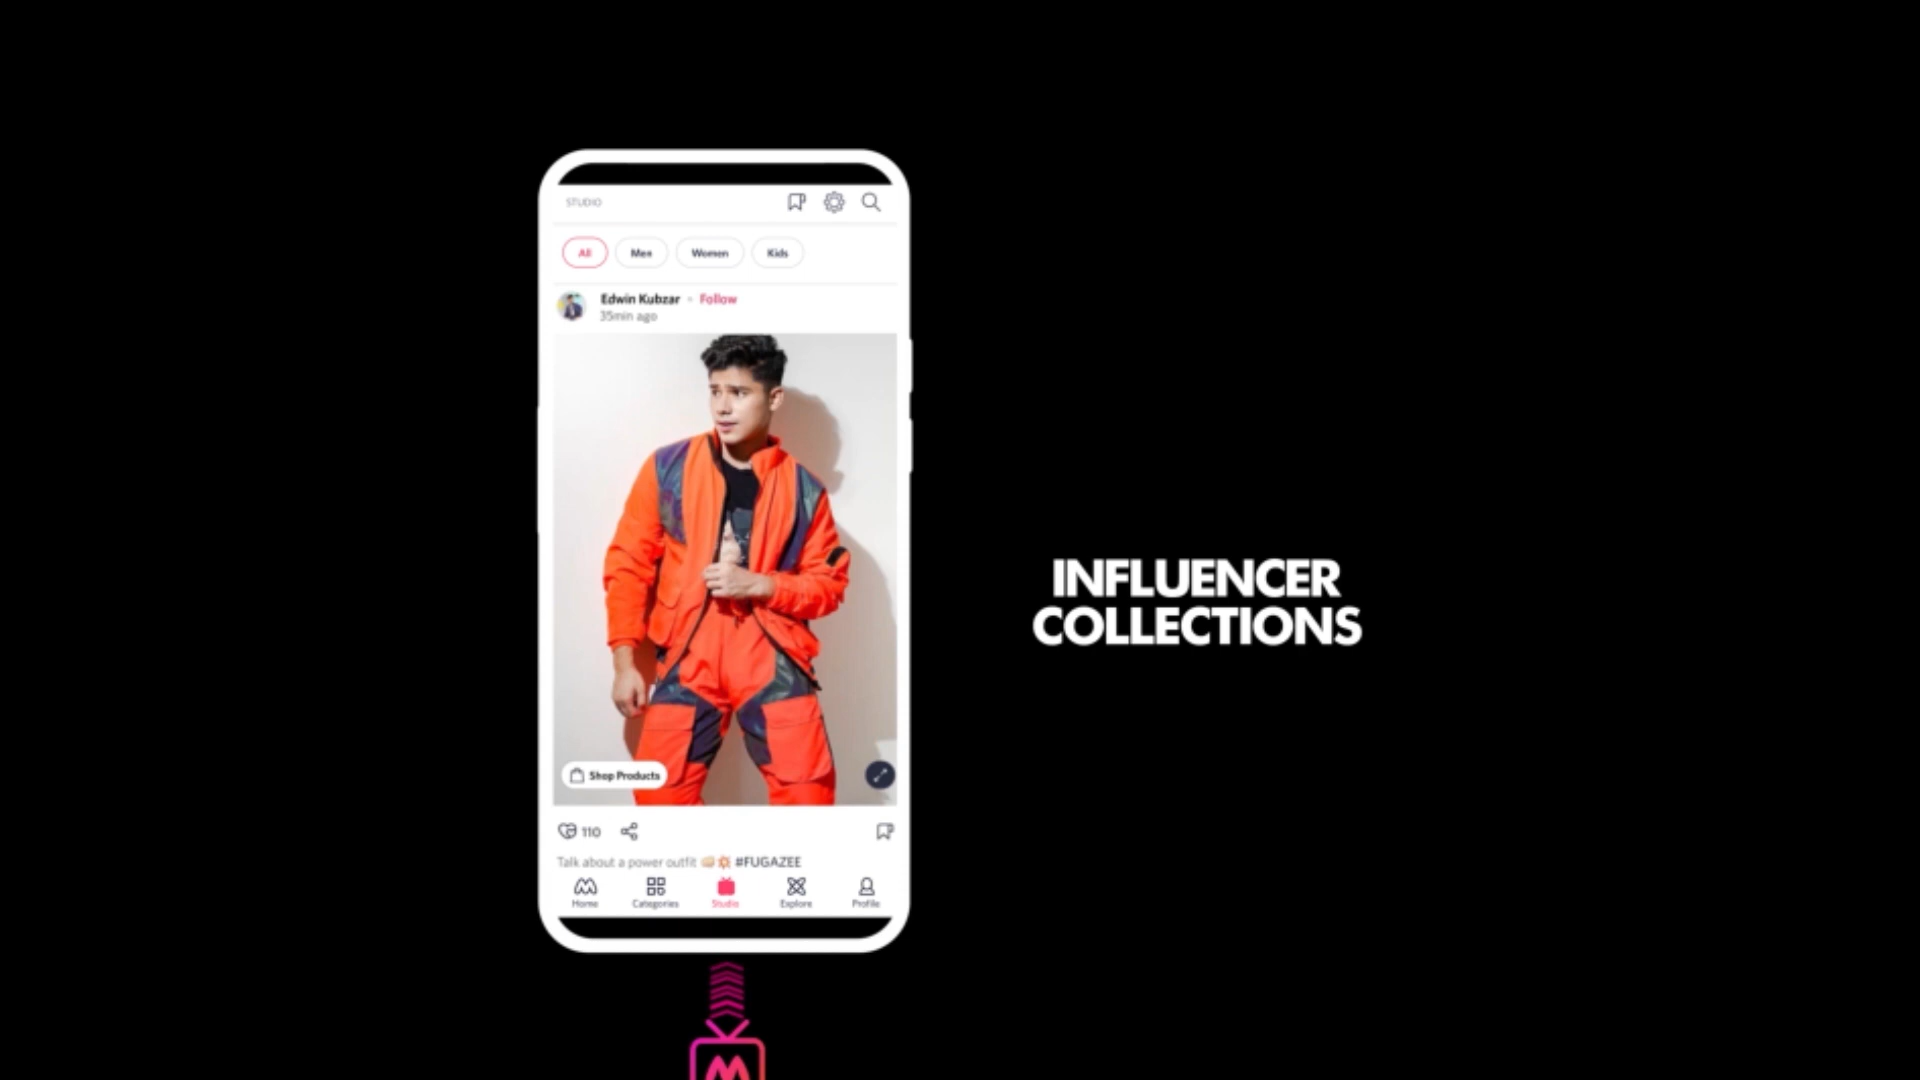 STUDIO
All Men Women Kids
Edwin Kubzar • Follow
35min ago
Shop Products
110
Talk about a power outfit 👊🏻💥 #FUGAZEE
Home Categories Studio Explore Profile
INFLUENCER
COLLECTIONS